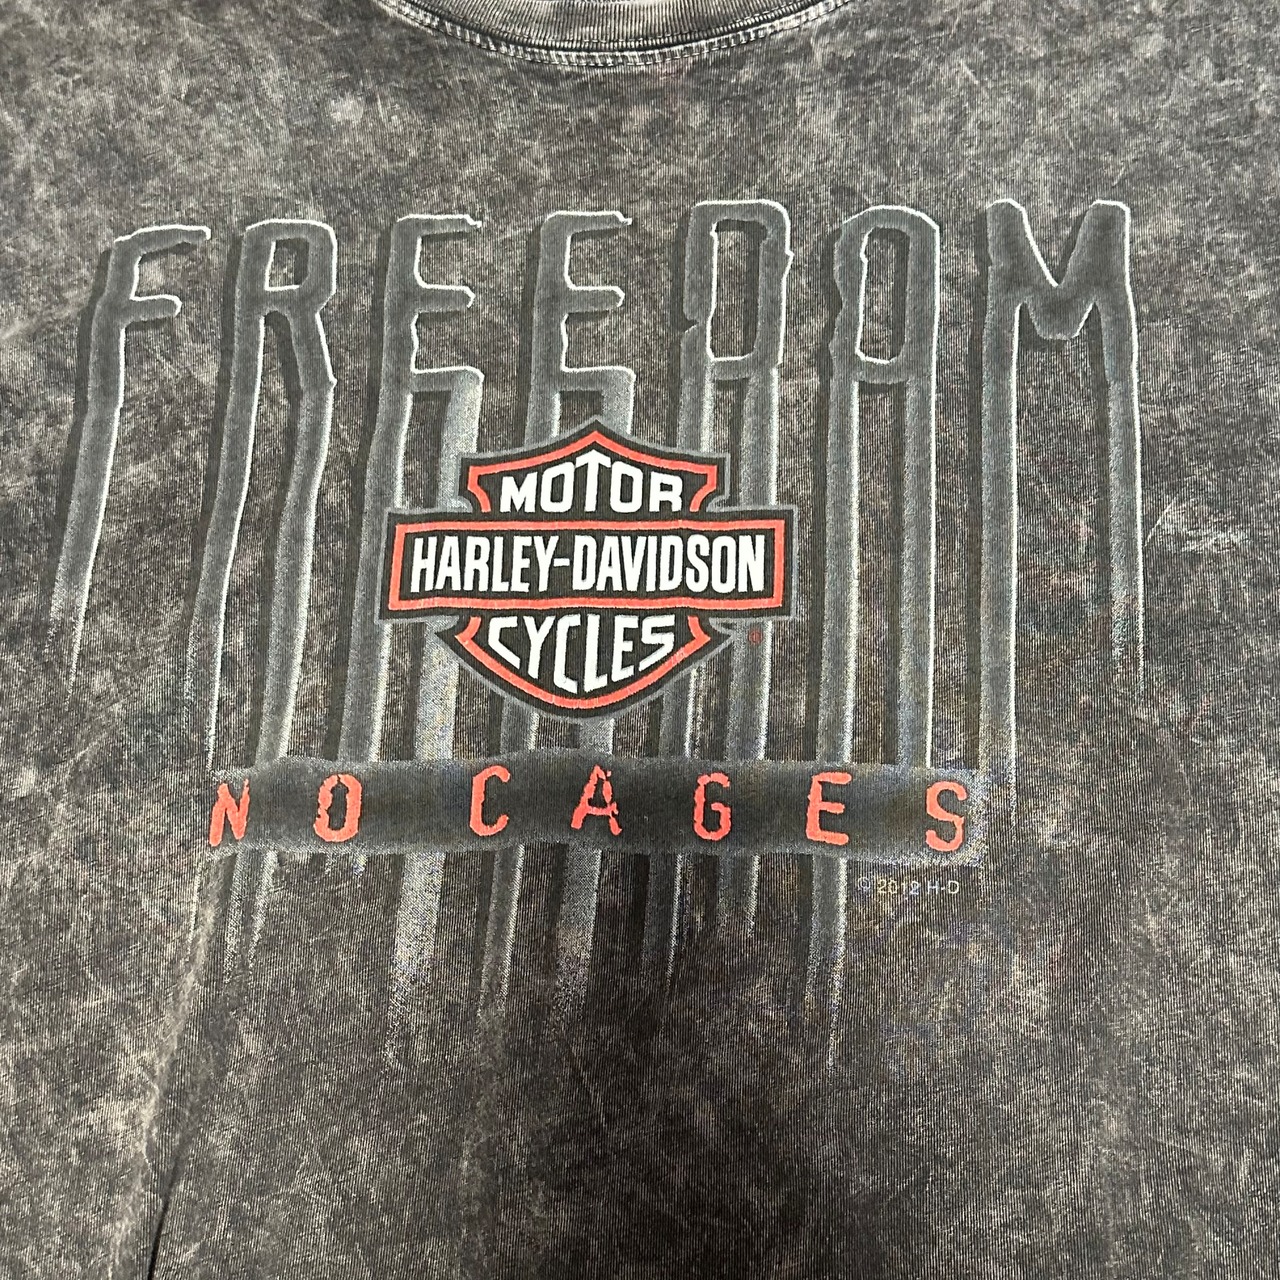 FREEDOM
MOTOR
HARLEY-DAVIDSON
CYCLES
®
NO CAGES
© 2012 H-D